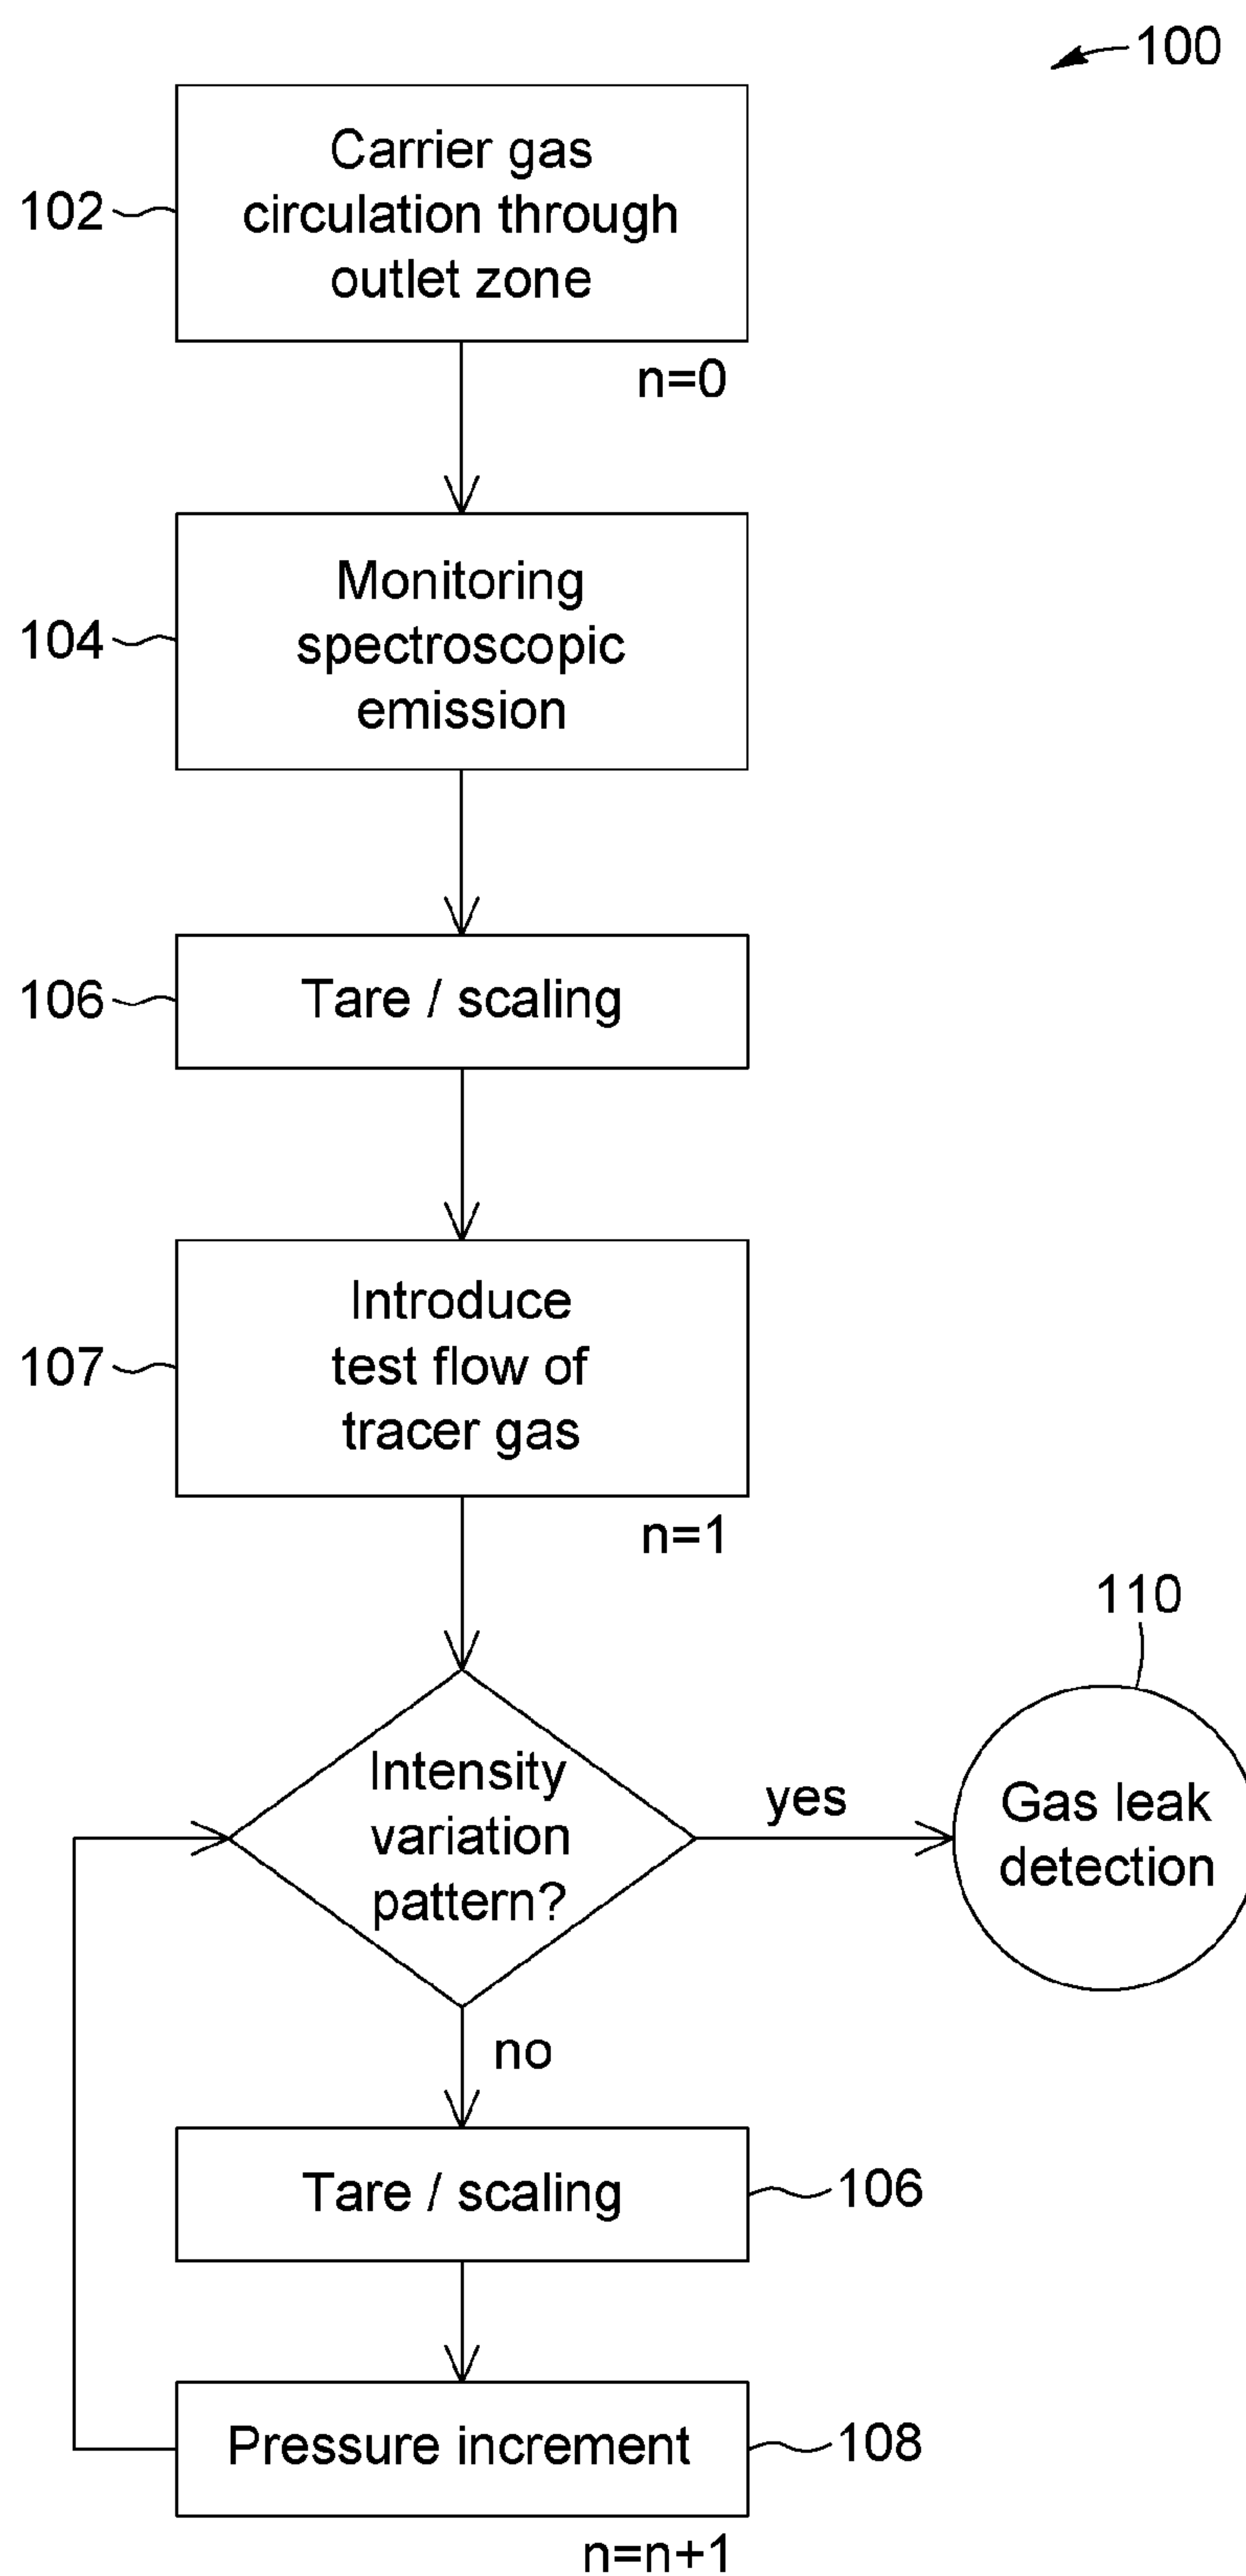 100
Carrier gas
circulation through
outlet zone
102
n=0
Monitoring
spectroscopic
emission
104
Tare / scaling
106
Introduce
test flow of
tracer gas
107
n=1
110
Intensity
variation
pattern?
yes
Gas leak
detection
no
Tare / scaling
106
Pressure increment
108
n=n+1